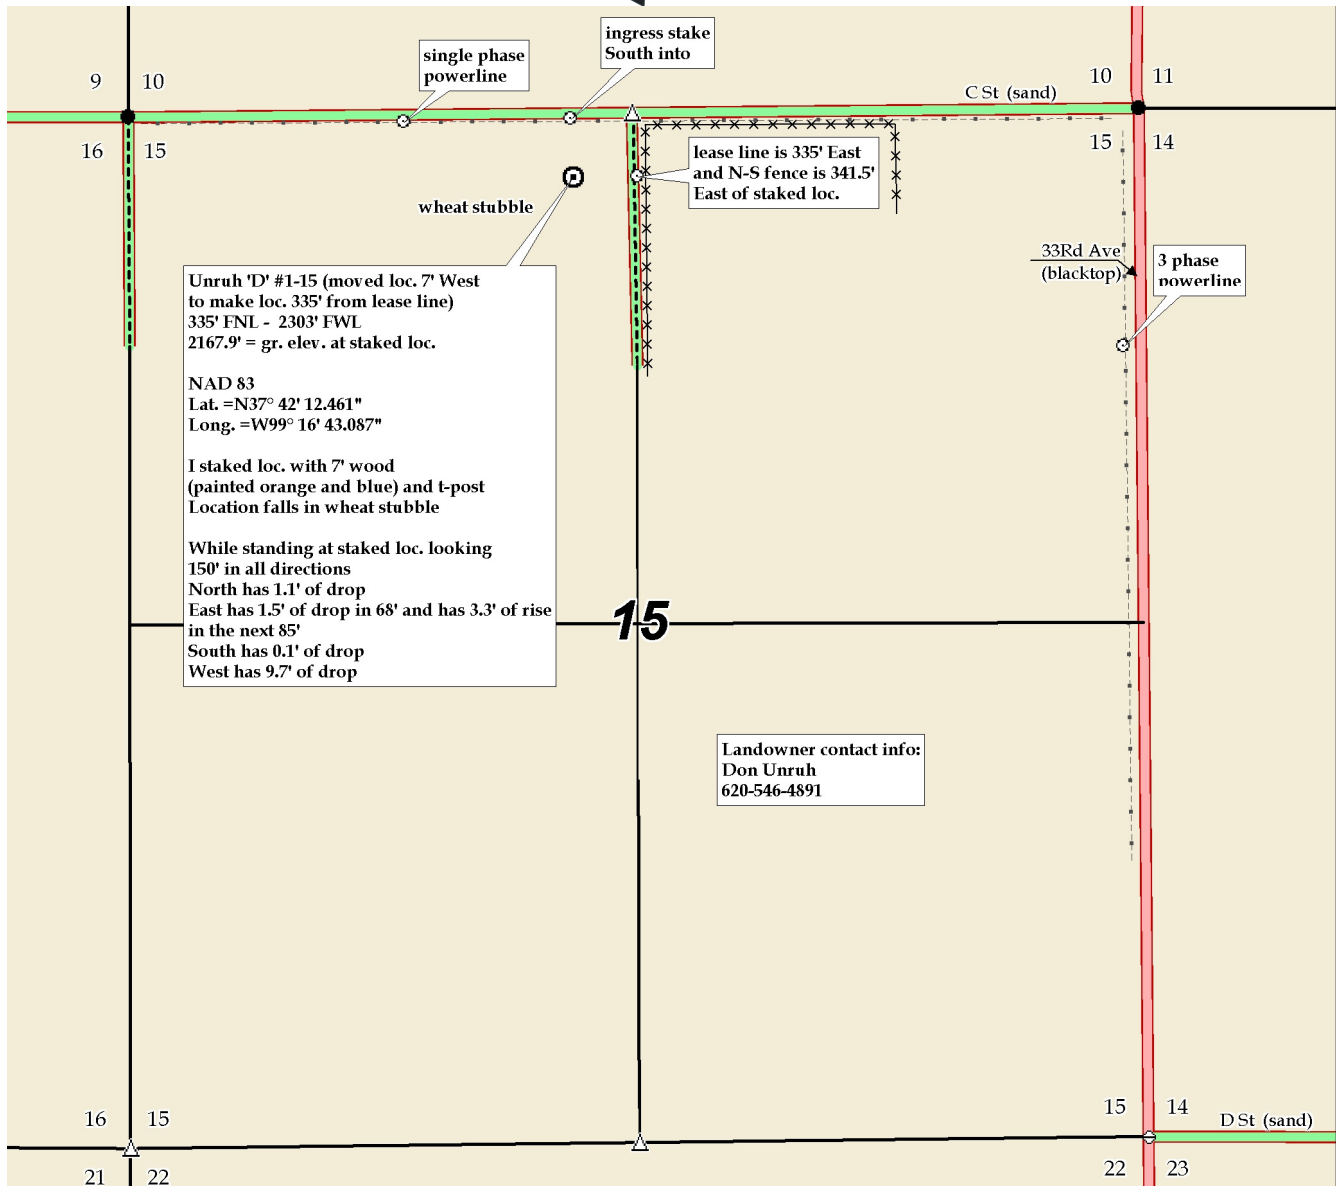 ingress stake
South into
single phase
powerline
9 10
10 11
C St (sand)
16 15
15 14
lease line is 335' East
and N-S fence is 341.5'
East of staked loc.
wheat stubble
33Rd Ave
(blacktop)
3 phase
powerline
Unruh 'D' #1-15 (moved loc. 7' West
to make loc. 335' from lease line)
335' FNL - 2303' FWL
2167.9' = gr. elev. at staked loc.
NAD 83
Lat. =N37° 42' 12.461"
Long. =W99° 16' 43.087"
I staked loc. with 7' wood
(painted orange and blue) and t-post
Location falls in wheat stubble
While standing at staked loc. looking
150' in all directions
North has 1.1' of drop
East has 1.5' of drop in 68' and has 3.3' of rise
in the next 85'
South has 0.1' of drop
West has 9.7' of drop
15
Landowner contact info:
Don Unruh
620-546-4891
16 15
15 14
D St (sand)
21 22
22 23